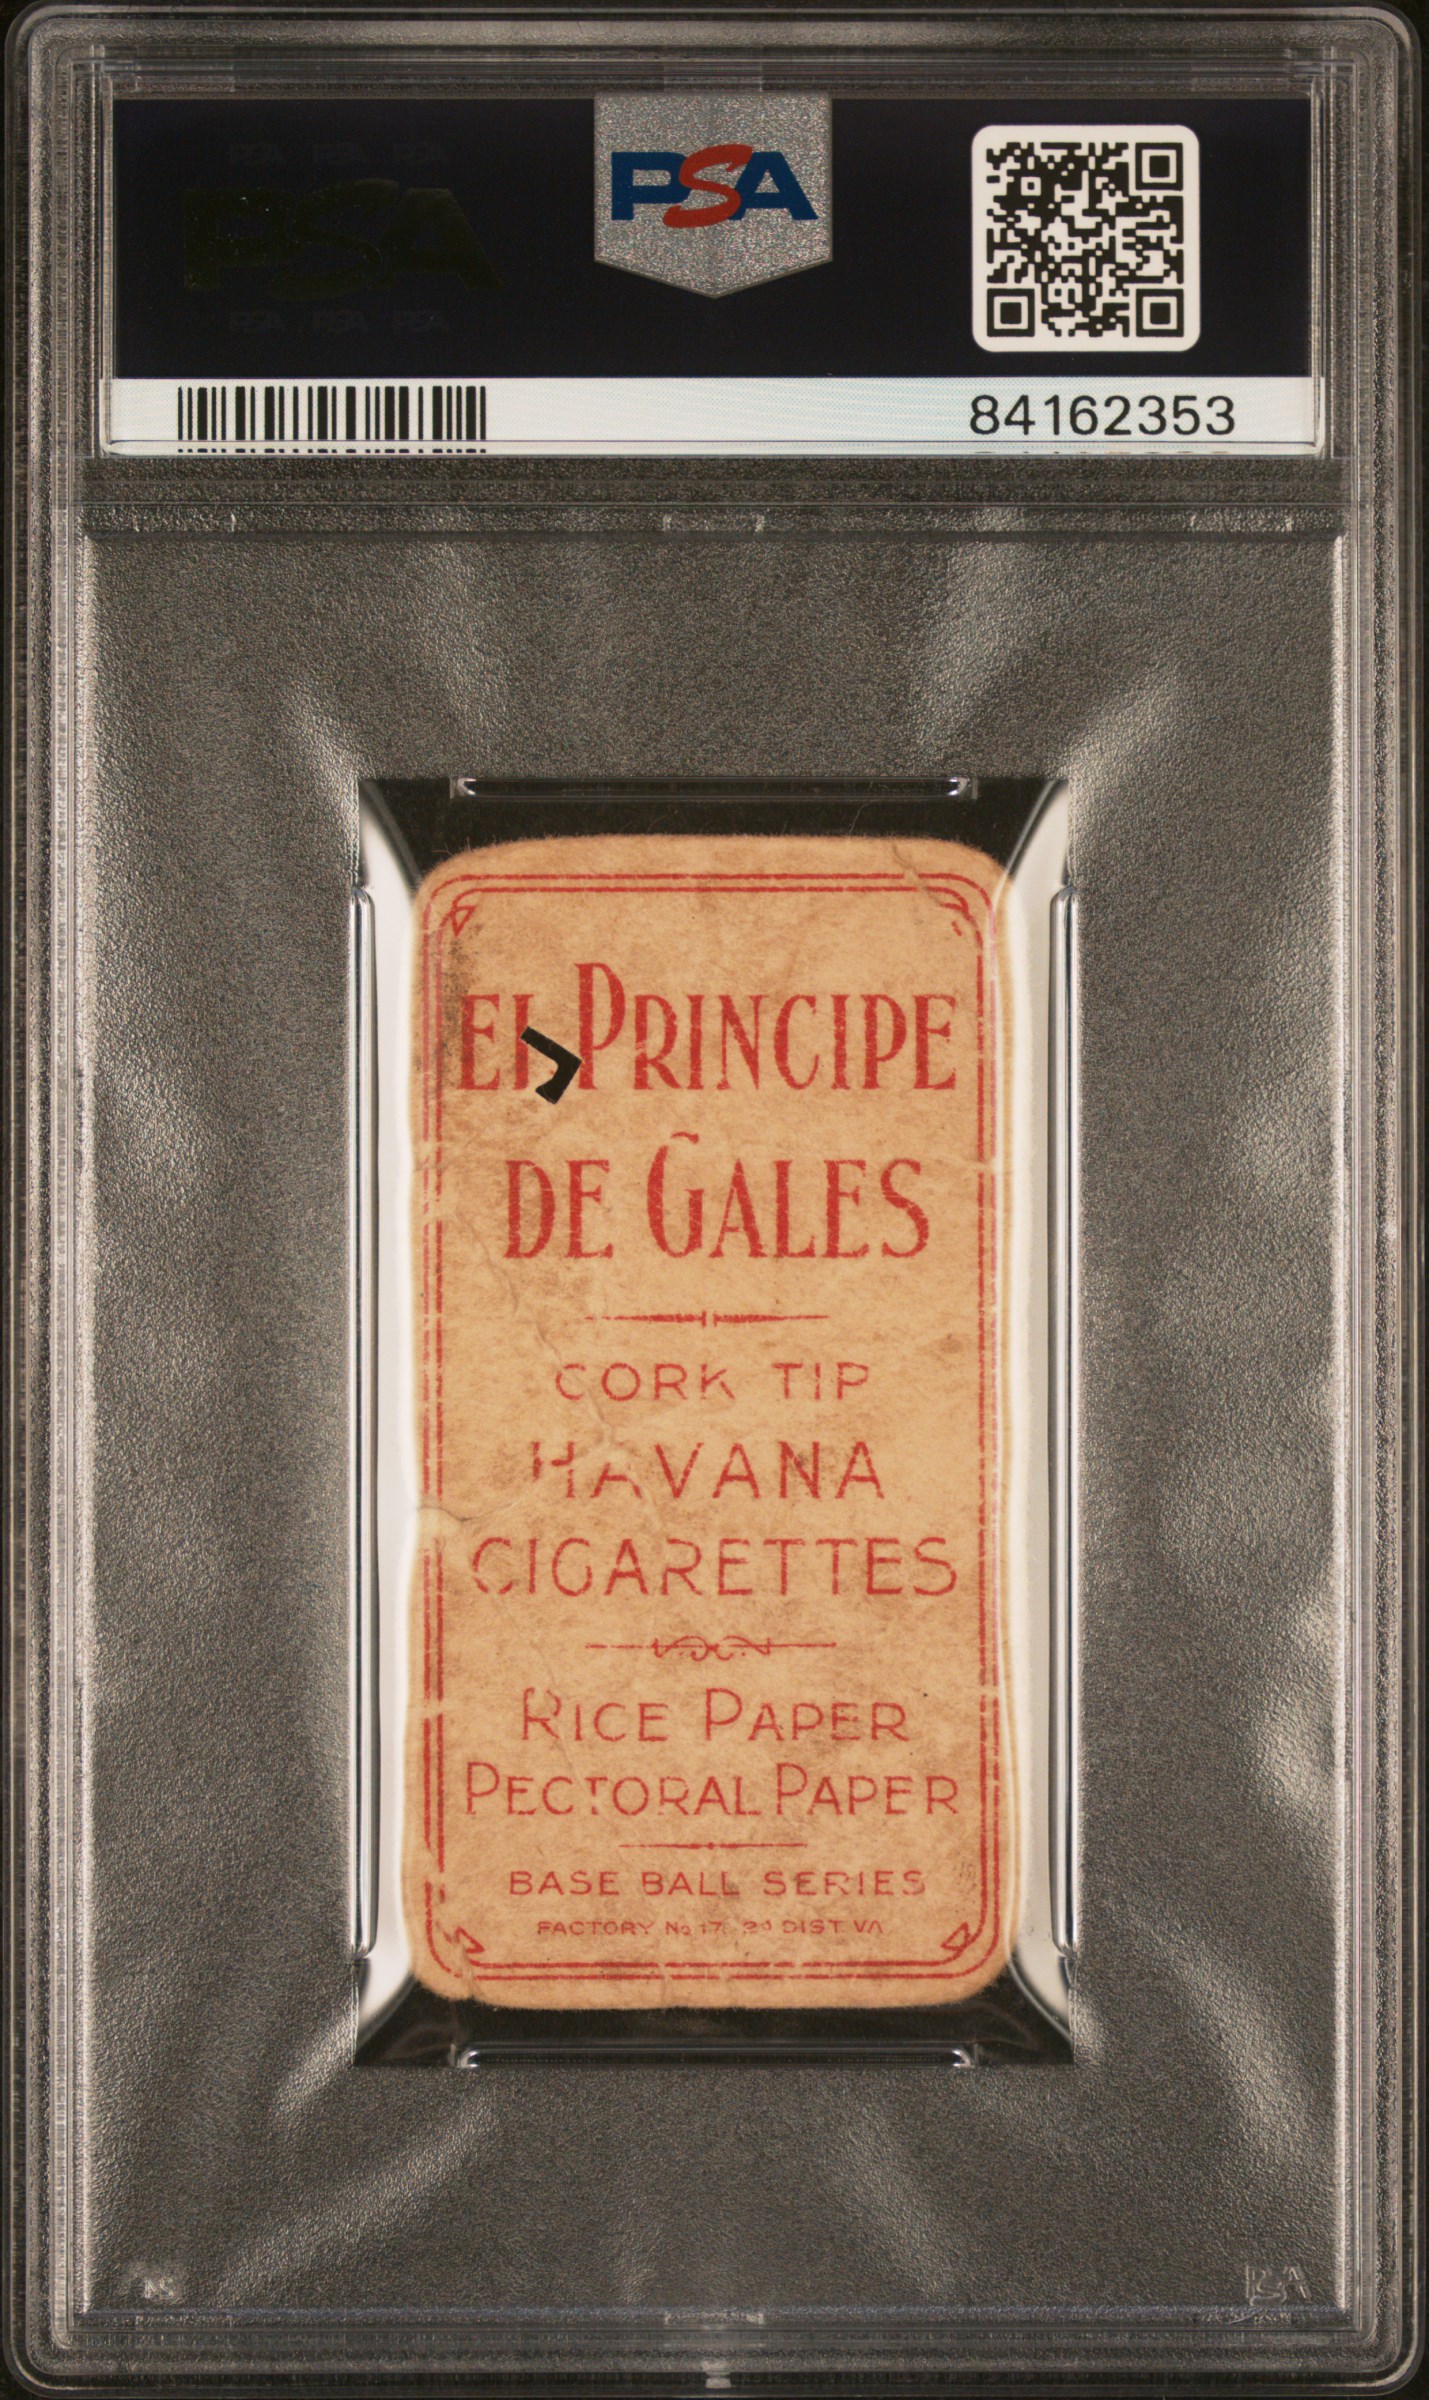 PSA
84162353
EL PRINCIPE
DE GALES
CORK TIP
HAVANA
CIGARETTES
RICE PAPER
PECTORAL PAPER
BASE BALL SERIES
FACTORY No 17. 2d DIST. VA
PSA